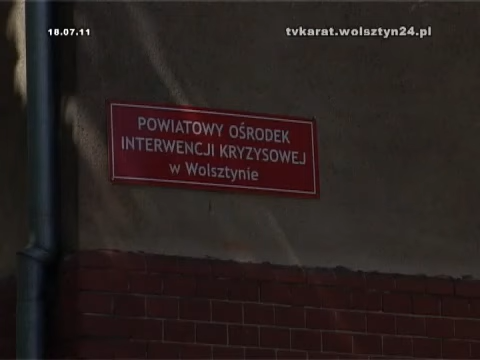 18.07.11
tvkarat.wolsztyn24.pl
POWIATOWY OŚRODEK
INTERWENCJI KRYZYSOWEJ
w Wolsztynie